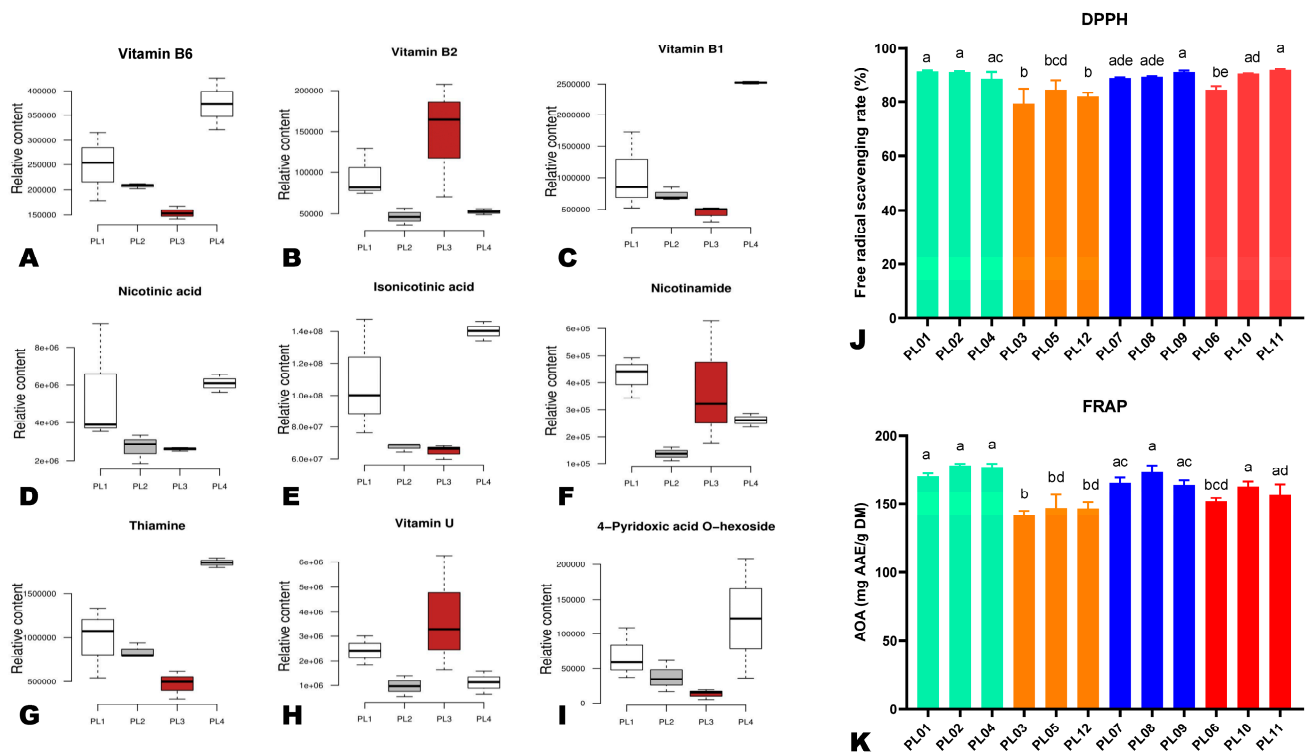 Vitamin B6
Relative content
400000
350000
300000
250000
200000
150000
PL1 PL2 PL3 PL4
A
Vitamin B2
Relative content
200000
150000
100000
50000
PL1 PL2 PL3 PL4
B
Vitamin B1
Relative content
2500000
2000000
1500000
1000000
500000
PL1 PL2 PL3 PL4
C
Nicotinic acid
Relative content
8e+06
6e+06
4e+06
2e+06
PL1 PL2 PL3 PL4
D
Isonicotinic acid
Relative content
1.4e+08
1.2e+08
1.0e+08
8.0e+07
6.0e+07
PL1 PL2 PL3 PL4
E
Nicotinamide
Relative content
6e+05
5e+05
4e+05
3e+05
2e+05
1e+05
PL1 PL2 PL3 PL4
F
Thiamine
Relative content
1500000
1000000
500000
PL1 PL2 PL3 PL4
G
Vitamin U
Relative content
6e+06
5e+06
4e+06
3e+06
2e+06
1e+06
PL1 PL2 PL3 PL4
H
4−Pyridoxic acid O−hexoside
Relative content
200000
150000
100000
50000
0
PL1 PL2 PL3 PL4
I
DPPH
Free radical scavenging rate (%)
100
80
60
40
20
0
a a ac b bcd b ade ade a be ad a
PL01 PL02 PL04 PL03 PL05 PL12 PL07 PL08 PL09 PL06 PL10 PL11
J
FRAP
AOA (mg AAE/g DM)
200
150
100
50
0
a a a b bd bd ac a ac bcd a ad
PL01 PL02 PL04 PL03 PL05 PL12 PL07 PL08 PL09 PL06 PL10 PL11
K